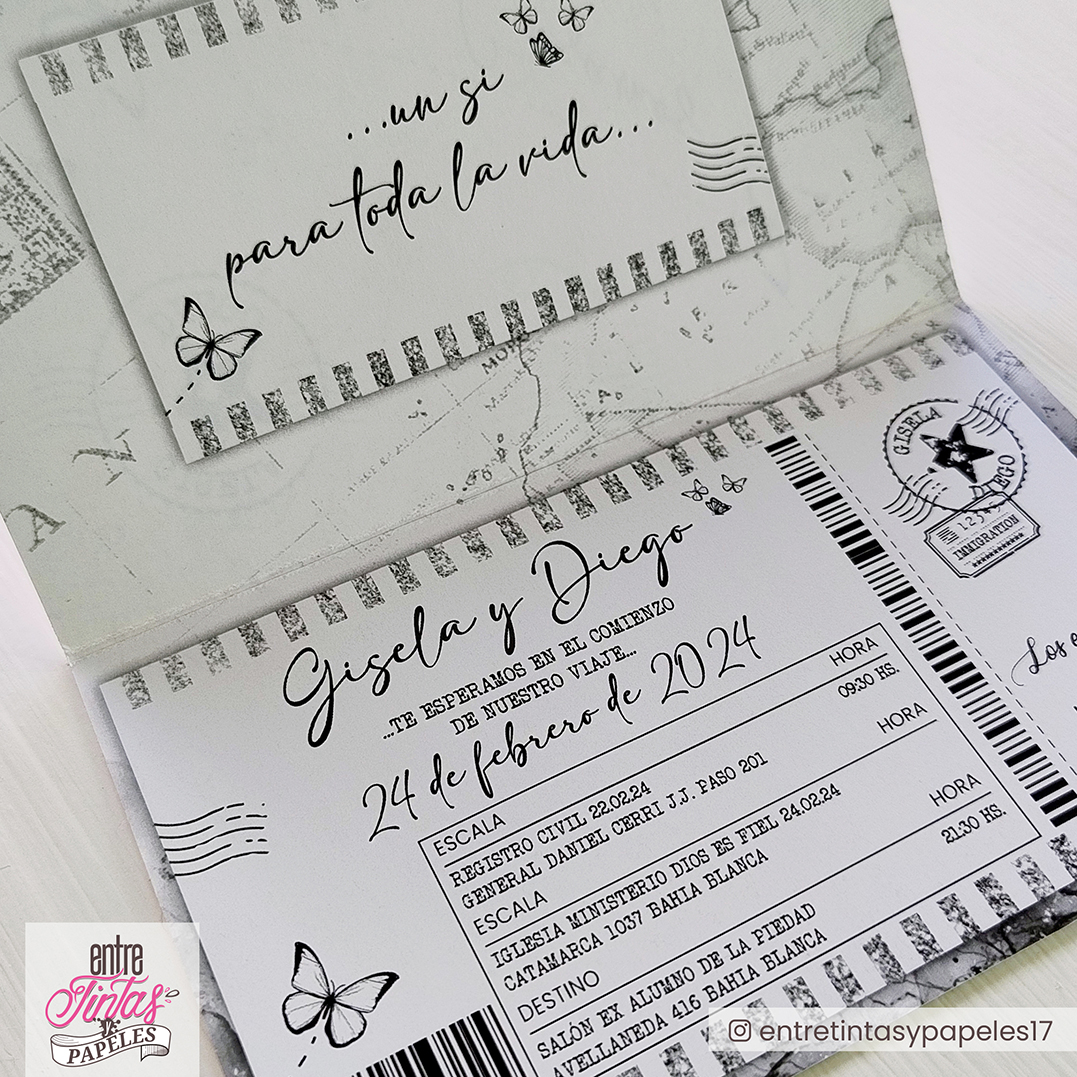 ...un si
para toda la vida...
GISELA
DIEGO
IMMIGRATION
Gisela y Diego
...TE ESPERAMOS EN EL COMIENZO
DE NUESTRO VIAJE...
24 de febrero de 2024
ESCALA HORA
REGISTRO CIVIL 22.02.24 09:30 HS.
GENERAL DANIEL CERRI J.J. PASO 201
ESCALA HORA
IGLESIA MINISTERIO DIOS ES FIEL 24.02.24
CATAMARCA 1037 BAHIA BLANCA
DESTINO HORA
SALÓN EX ALUMNO DE LA PIEDAD 21:30 HS.
AVELLANEDA 416 BAHIA BLANCA
Los e
entre
Tintas
y
PAPELES
entretintasypapeles17